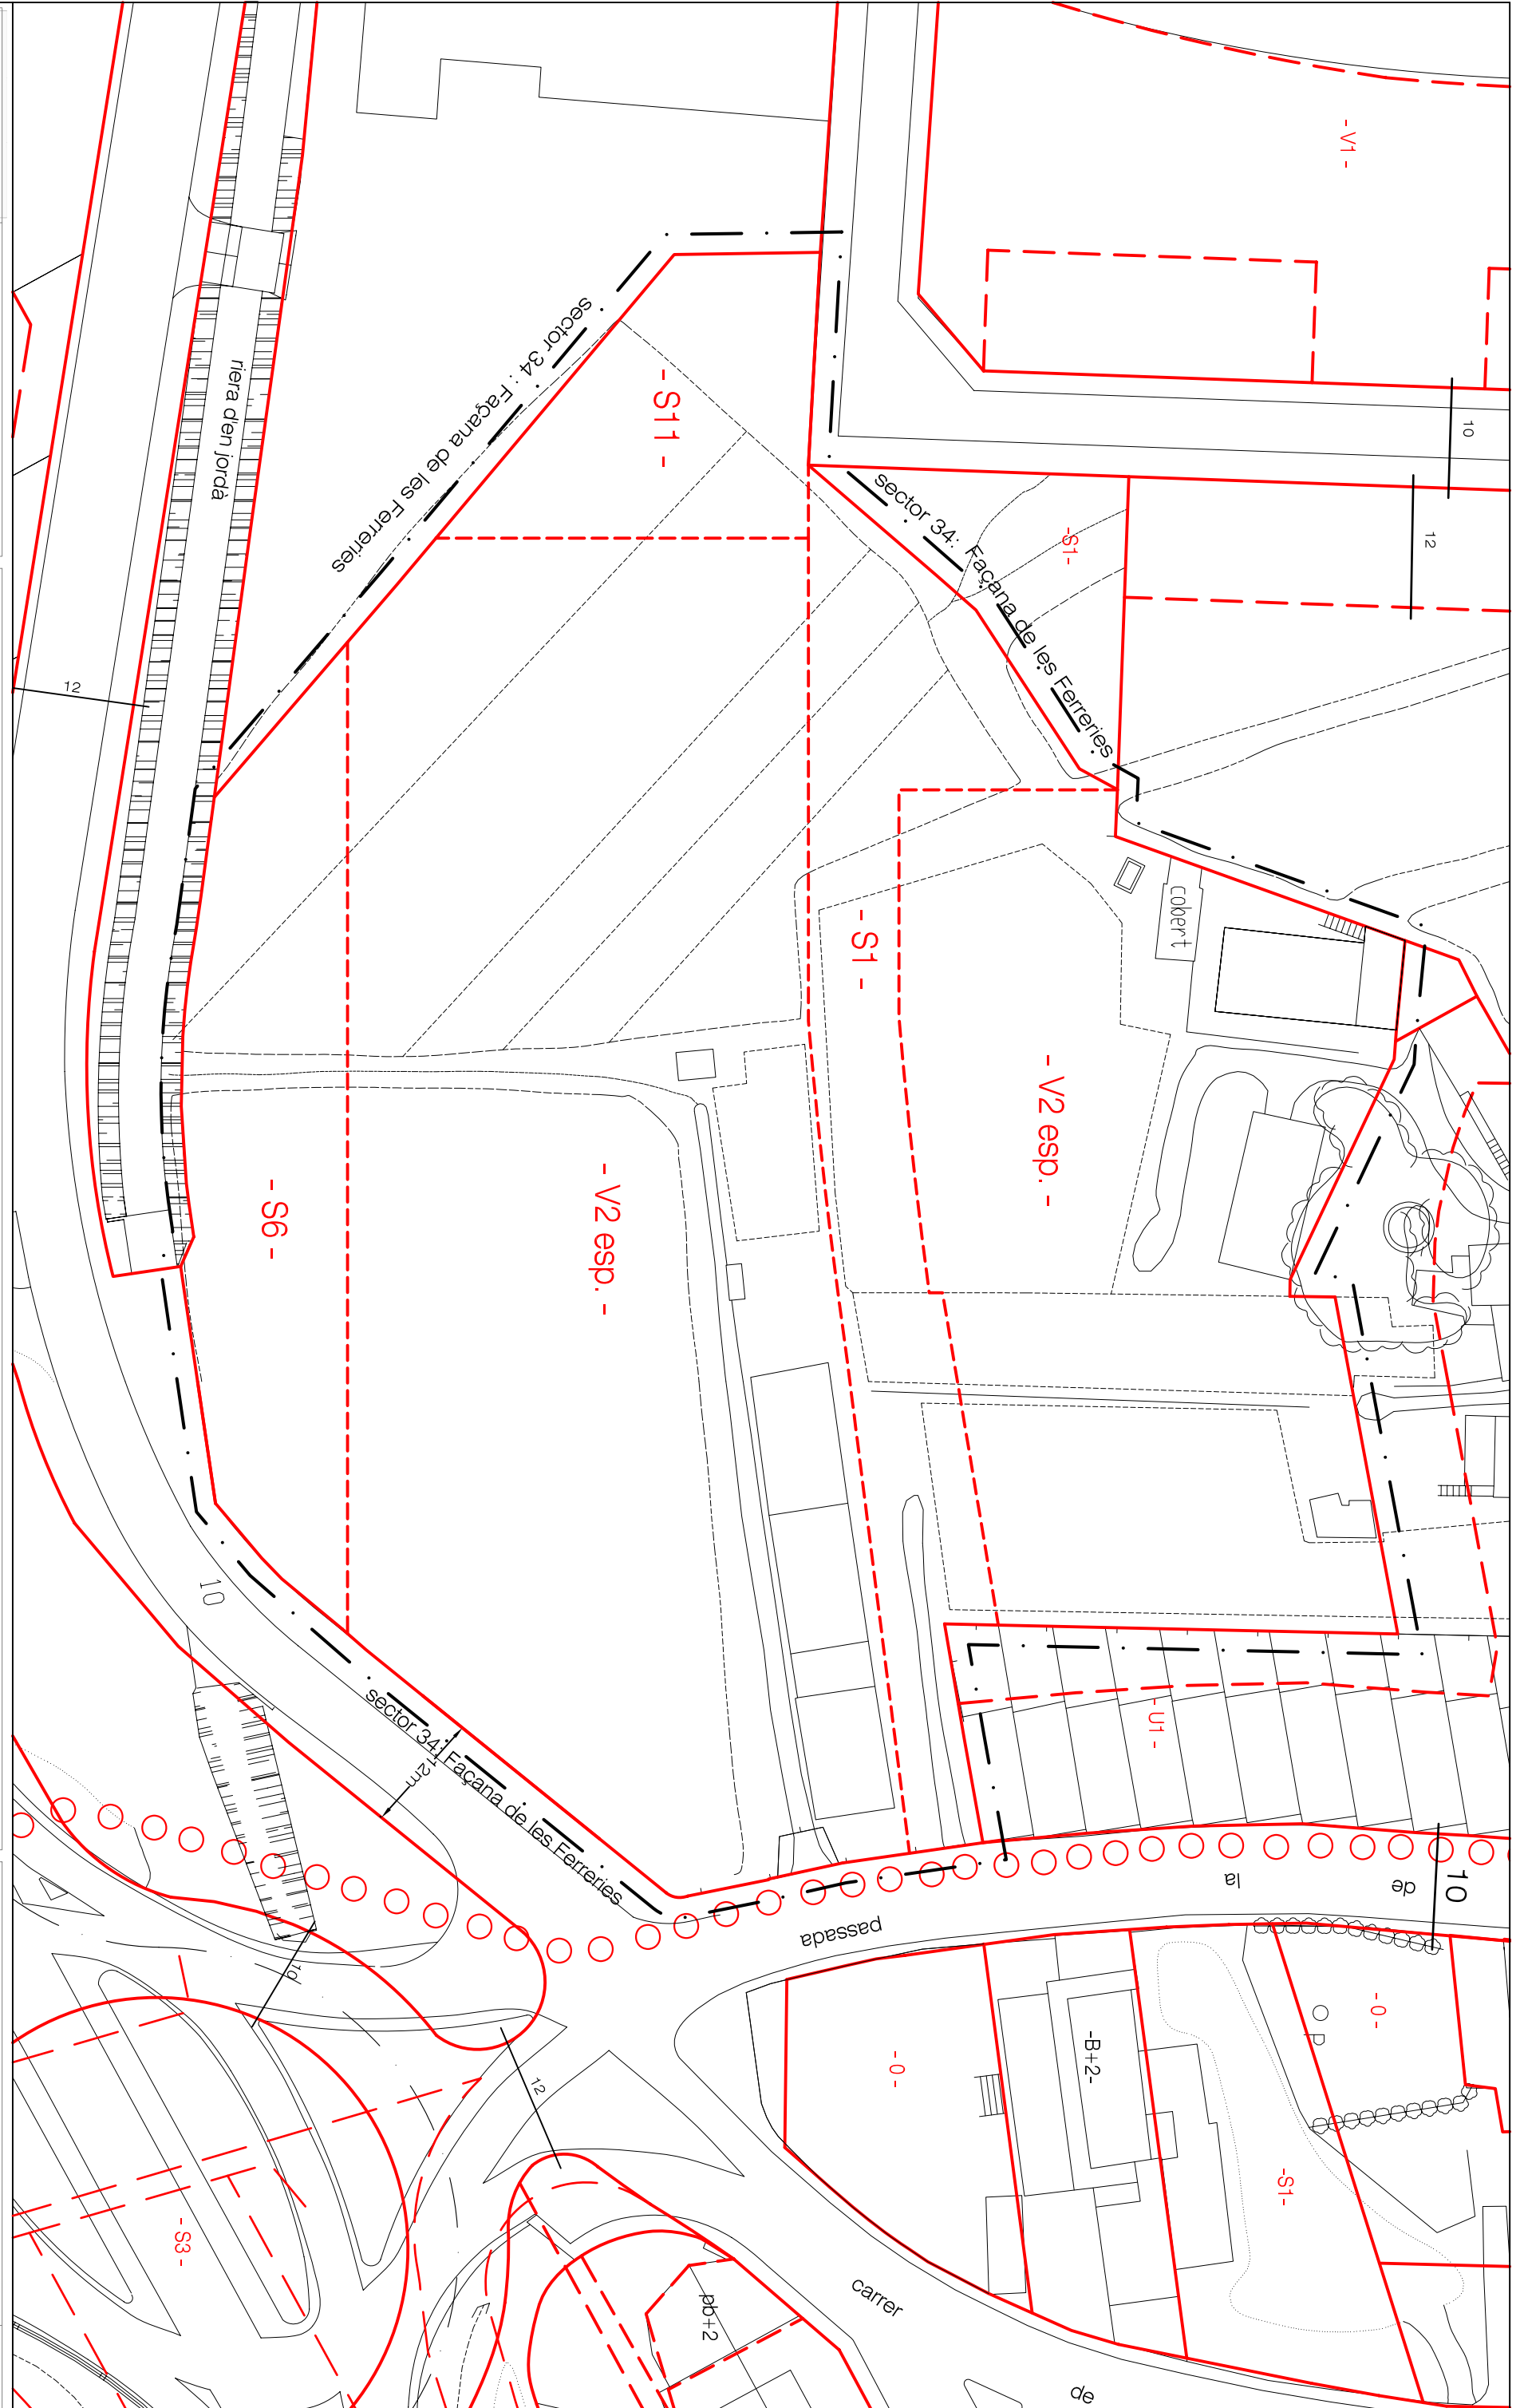 - V1 -
10
12
- S11 -
sector 34 : Façana de les Ferreries
sector 34: Façana de les Ferreries
-S1-
riera d'en jordà
12
cobert
- S1 -
- V2 esp. -
- V2 esp. -
- S6 -
10
sector 34: Façana de les Ferreries
12m
- U1 -
10
passada
de
la
10
12
- 0 -
-B+2-
- 0 -
p
-S1-
- S3 -
pb+2
carrer
de